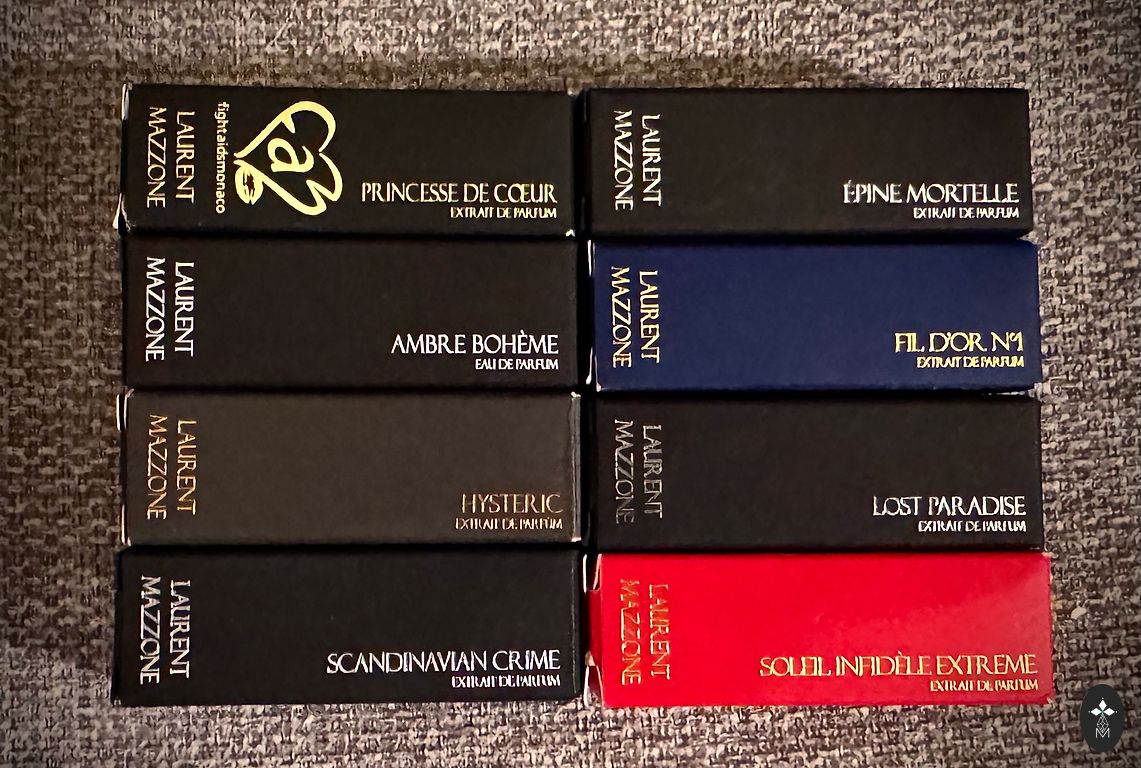 LAURENT
MAZZONE
fightaidsmonaco
a
PRINCESSE DE CŒUR
EXTRAIT DE PARFUM
LAURENT
MAZZONE
ÉPINE MORTELLE
EXTRAIT DE PARFUM
LAURENT
MAZZONE
AMBRE BOHÈME
EAU DE PARFUM
LAURENT
MAZZONE
FIL D'OR N°1
EXTRAIT DE PARFUM
LAURENT
MAZZONE
HYSTERIC
EXTRAIT DE PARFUM
LAURENT
MAZZONE
LOST PARADISE
EXTRAIT DE PARFUM
LAURENT
MAZZONE
SCANDINAVIAN CRIME
EXTRAIT DE PARFUM
LAURENT
MAZZONE
SOLEIL INFIDÈLE EXTREME
EXTRAIT DE PARFUM
M